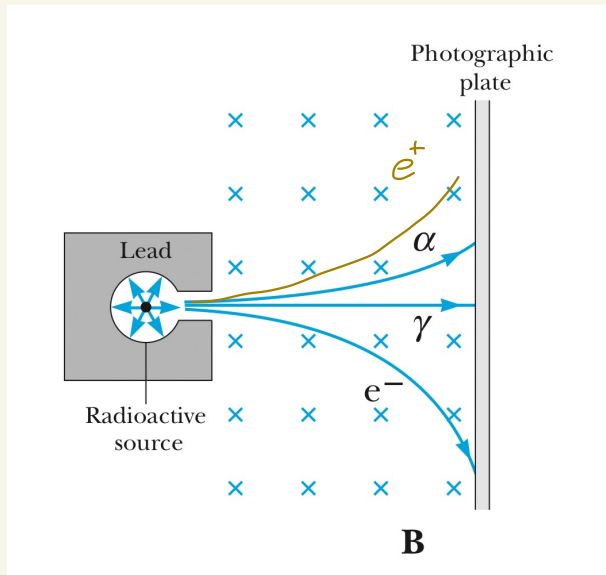 Photographic
plate
e⁺
α
Lead
γ
e⁻
Radioactive
source
B